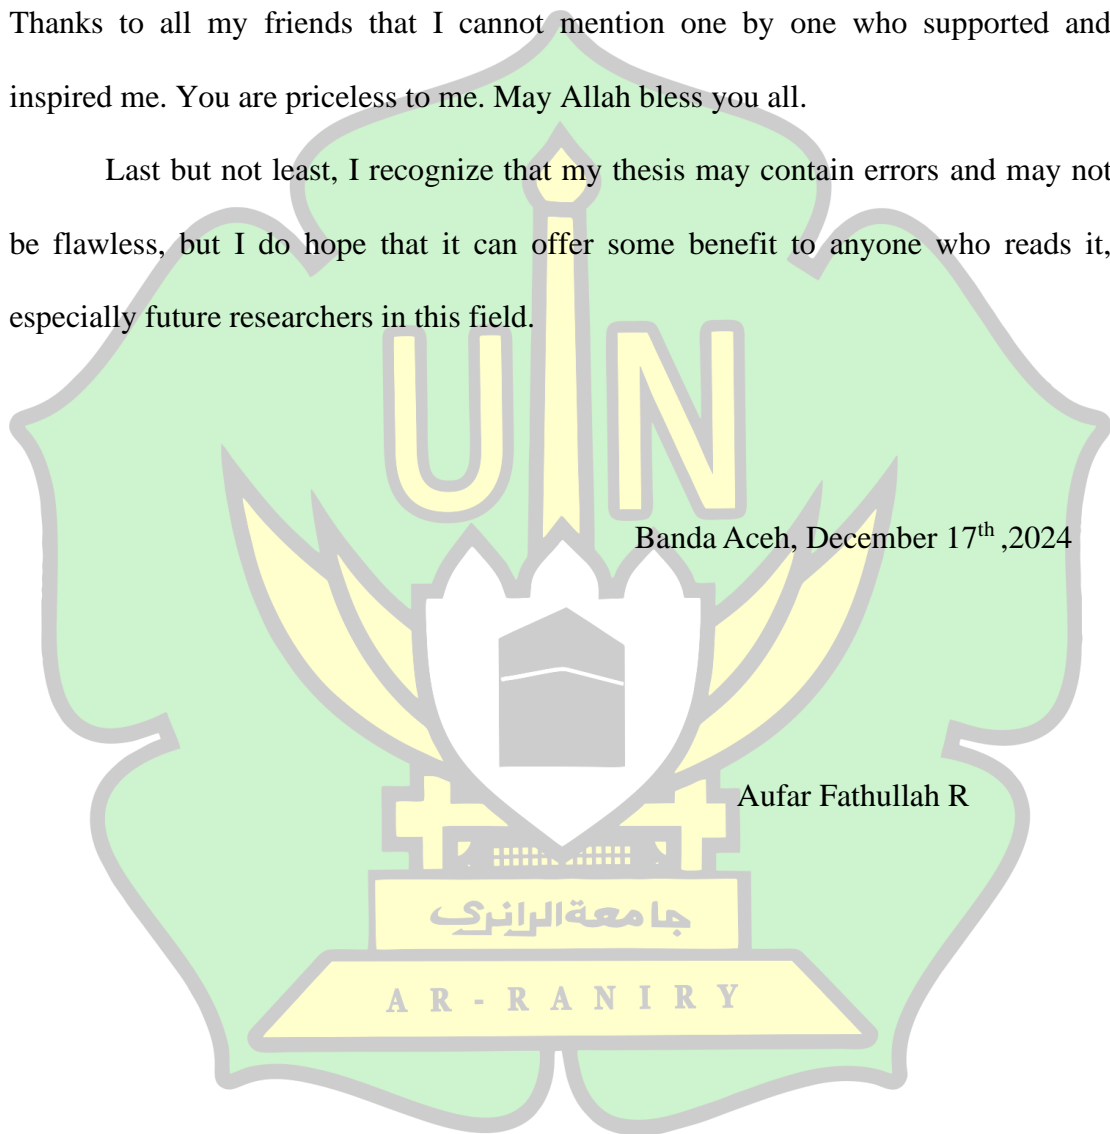 Thanks to all my friends that I cannot mention one by one who supported and
inspired me. You are priceless to me. May Allah bless you all.
Last but not least, I recognize that my thesis may contain errors and may not
be flawless, but I do hope that it can offer some benefit to anyone who reads it,
especially future researchers in this field.
UIN
Banda Aceh, December 17th ,2024
Aufar Fathullah R
جامعة الرانري
AR-RANIRY